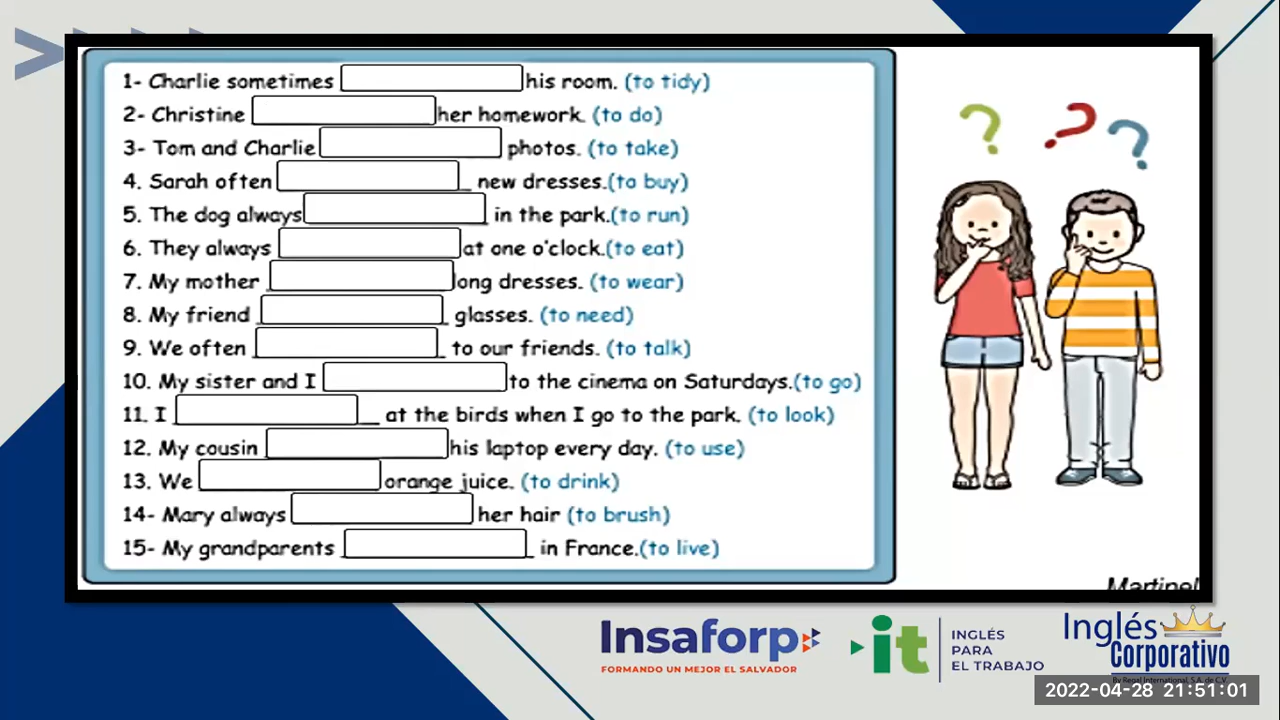 1- Charlie sometimes his room. (to tidy)
2- Christine her homework. (to do)
3- Tom and Charlie photos. (to take)
4. Sarah often _ new dresses.(to buy)
5. The dog always in the park.(to run)
6. They always at one o'clock.(to eat)
7. My mother long dresses. (to wear)
8. My friend glasses. (to need)
9. We often to our friends. (to talk)
10. My sister and I to the cinema on Saturdays.(to go)
11. I __ at the birds when I go to the park. (to look)
12. My cousin his laptop every day. (to use)
13. We orange juice. (to drink)
14- Mary always her hair (to brush)
15- My grandparents in France.(to live)
? ? ?
Martinel
Insaforp
FORMANDO UN MEJOR EL SALVADOR
it
INGLÉS
PARA
EL TRABAJO
Inglés
Corporativo
By Regal International, S.A. de C.V.
2022-04-28 21:51:01